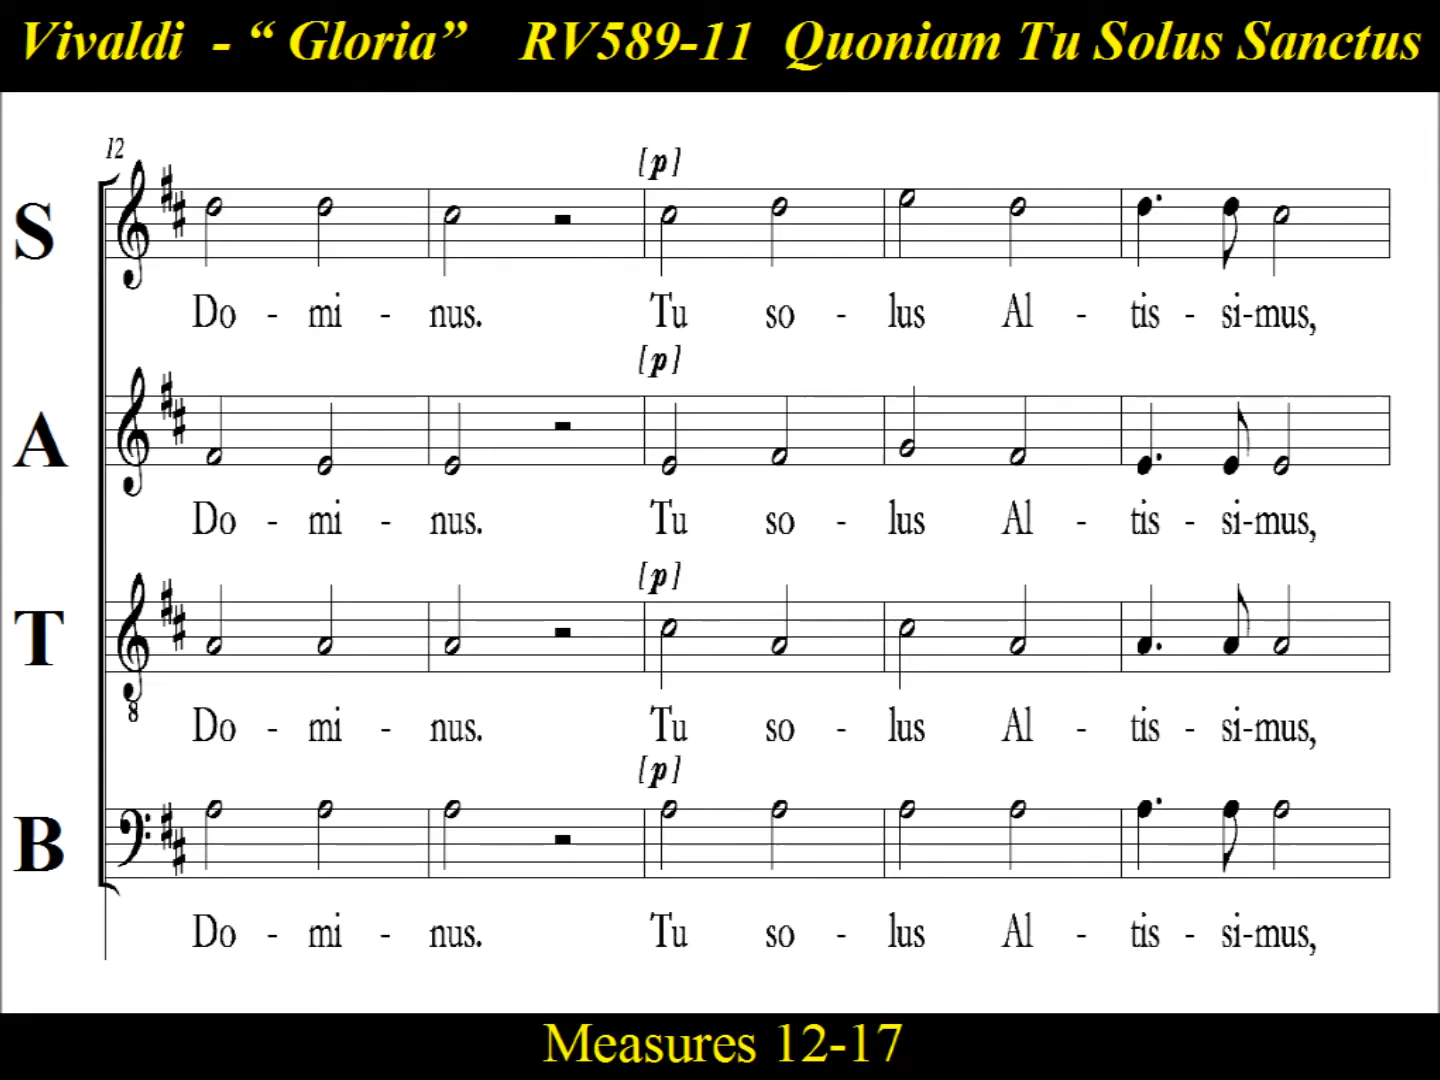 Vivaldi - “ Gloria” RV589-11 Quoniam Tu Solus Sanctus
12
[p]
S
Do - mi - nus. Tu so - lus Al - tis - si-mus,
[p]
A
Do - mi - nus. Tu so - lus Al - tis - si-mus,
[p]
T
8
Do - mi - nus. Tu so - lus Al - tis - si-mus,
[p]
B
Do - mi - nus. Tu so - lus Al - tis - si-mus,
Measures 12-17